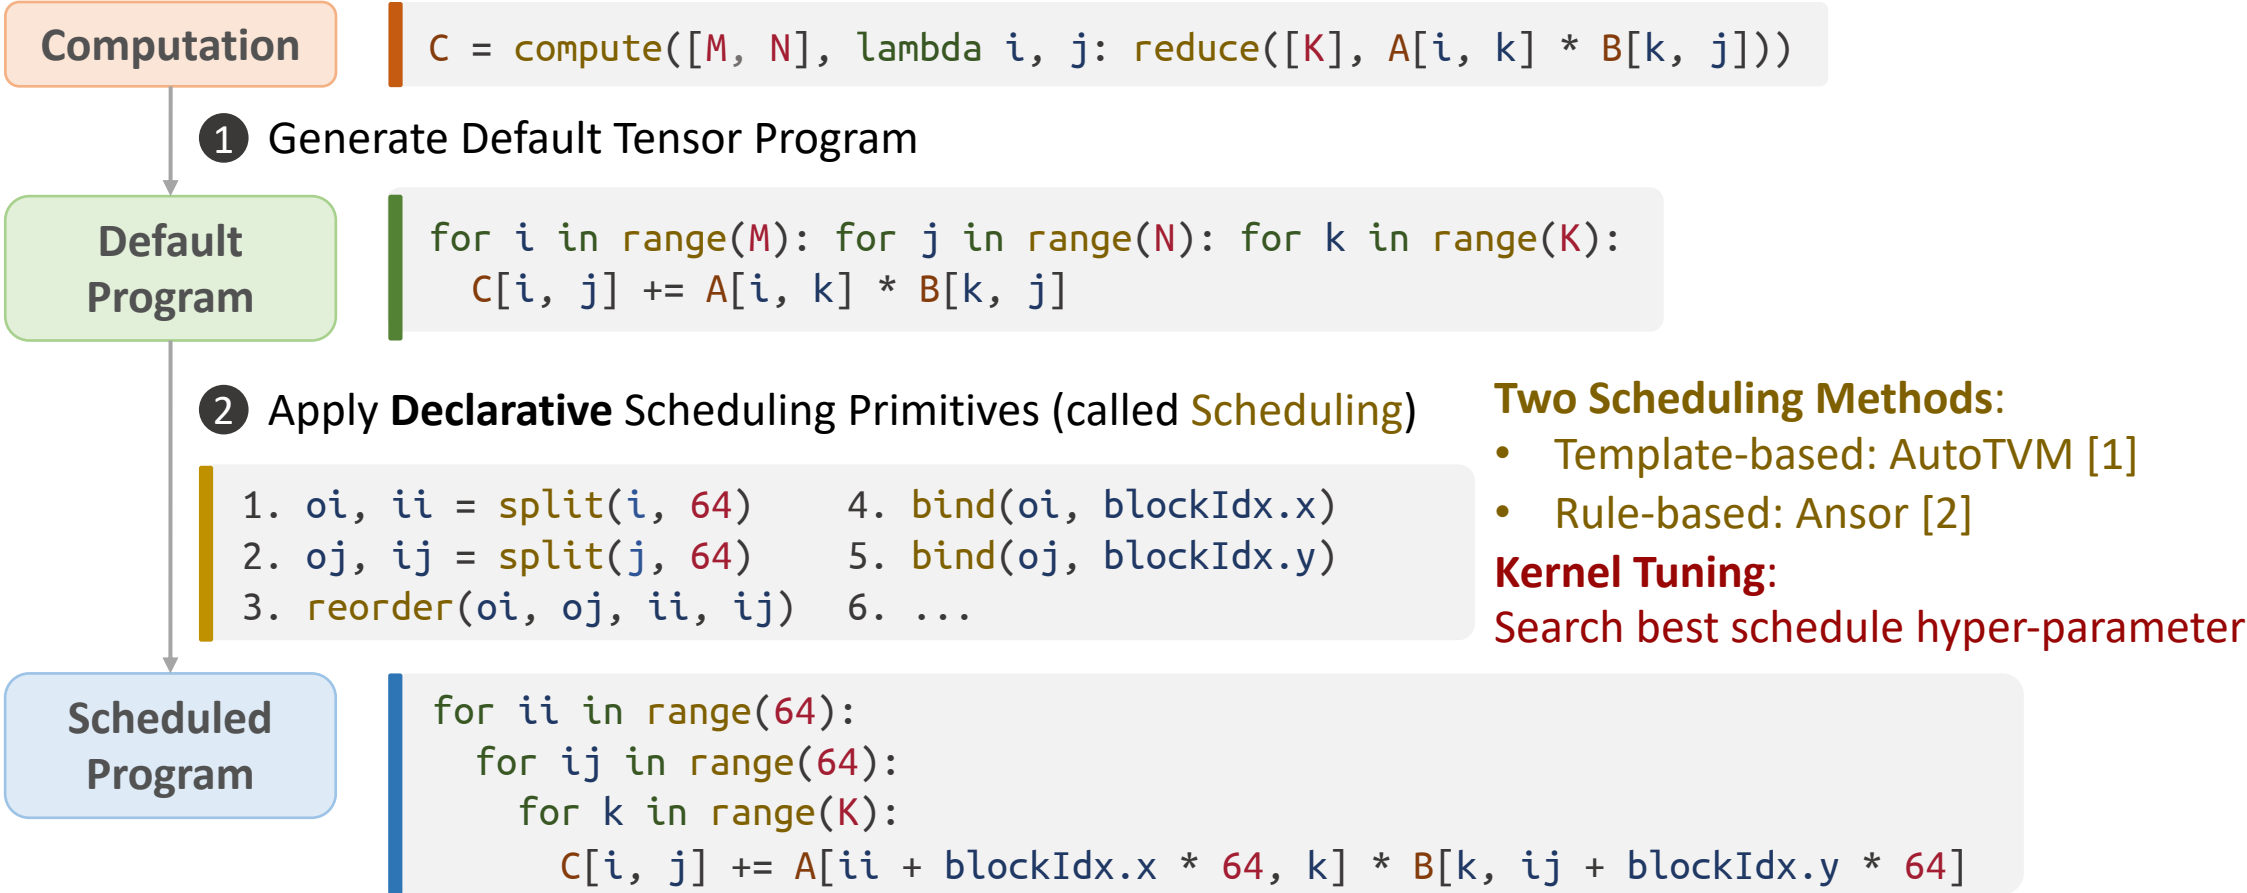 Computation
C = compute([M, N], lambda i, j: reduce([K], A[i, k] * B[k, j]))
1 Generate Default Tensor Program
Default
Program
for i in range(M): for j in range(N): for k in range(K):
C[i, j] += A[i, k] * B[k, j]
2 Apply Declarative Scheduling Primitives (called Scheduling)
1. oi, ii = split(i, 64)
2. oj, ij = split(j, 64)
3. reorder(oi, oj, ii, ij)
4. bind(oi, blockIdx.x)
5. bind(oj, blockIdx.y)
6. ...
Two Scheduling Methods:
• Template-based: AutoTVM [1]
• Rule-based: Ansor [2]
Kernel Tuning:
Search best schedule hyper-parameter
Scheduled
Program
for ii in range(64):
for ij in range(64):
for k in range(K):
C[i, j] += A[ii + blockIdx.x * 64, k] * B[k, ij + blockIdx.y * 64]